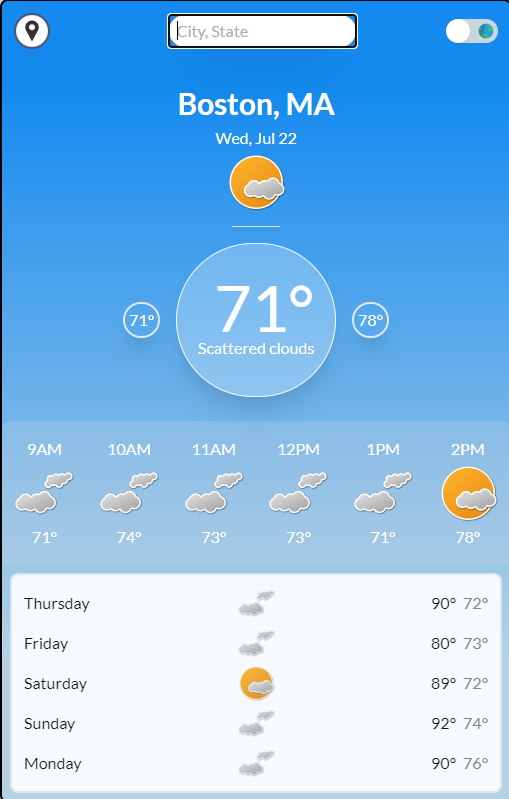 City, State
Boston, MA
Wed, Jul 22
71° 71° 78°
Scattered clouds
9AM 10AM 11AM 12PM 1PM 2PM
71° 74° 73° 73° 71° 78°
Thursday 90° 72°
Friday 80° 73°
Saturday 89° 72°
Sunday 92° 74°
Monday 90° 76°